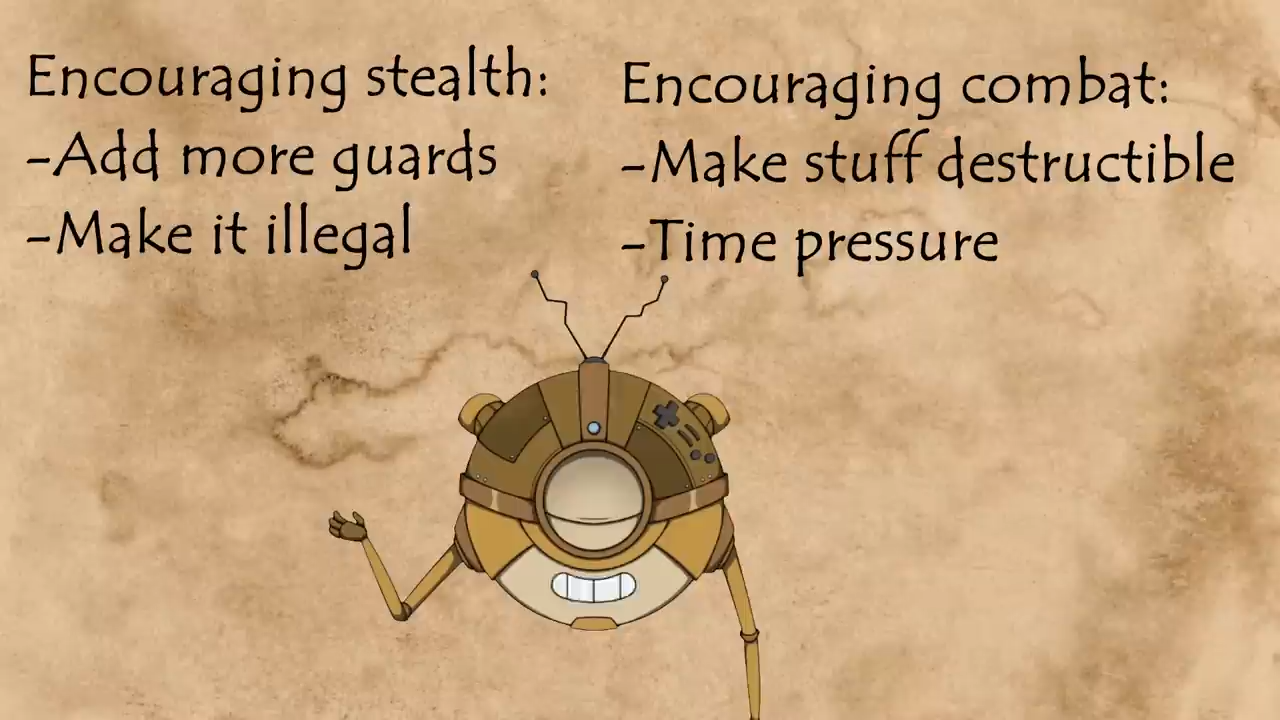 Encouraging stealth:
-Add more guards
-Make it illegal
Encouraging combat:
-Make stuff destructible
-Time pressure